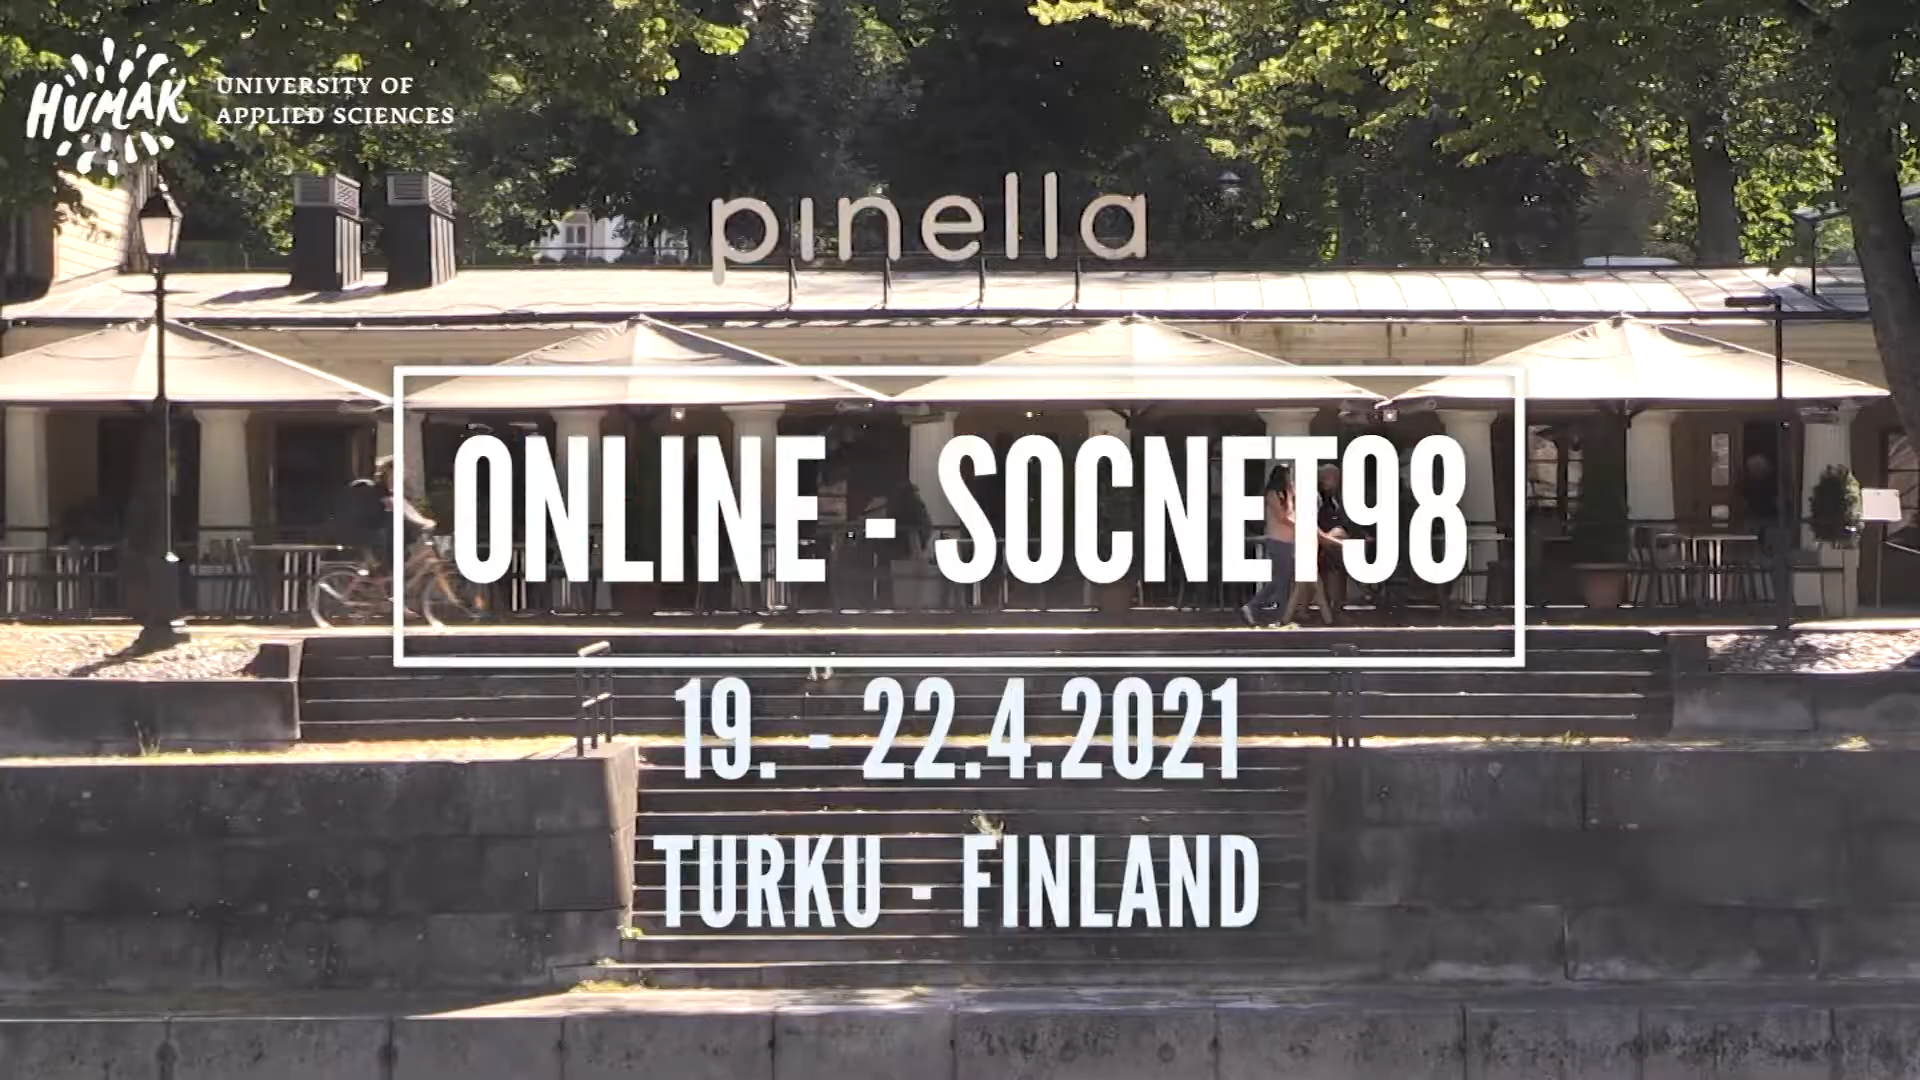 HUMAK
UNIVERSITY OF
APPLIED SCIENCES
pinella
ONLINE - SOCNET98
19. - 22.4.2021
TURKU - FINLAND